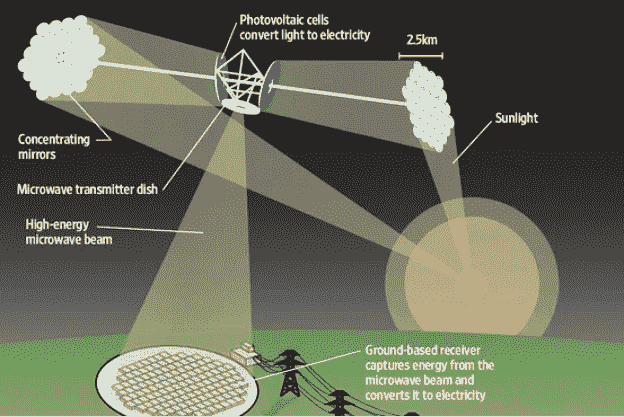 Photovoltaic cells
convert light to electricity
2.5km
Sunlight
Concentrating
mirrors
Microwave transmitter dish
High-energy
microwave beam
Ground-based receiver
captures energy from the
microwave beam and
converts it to electricity